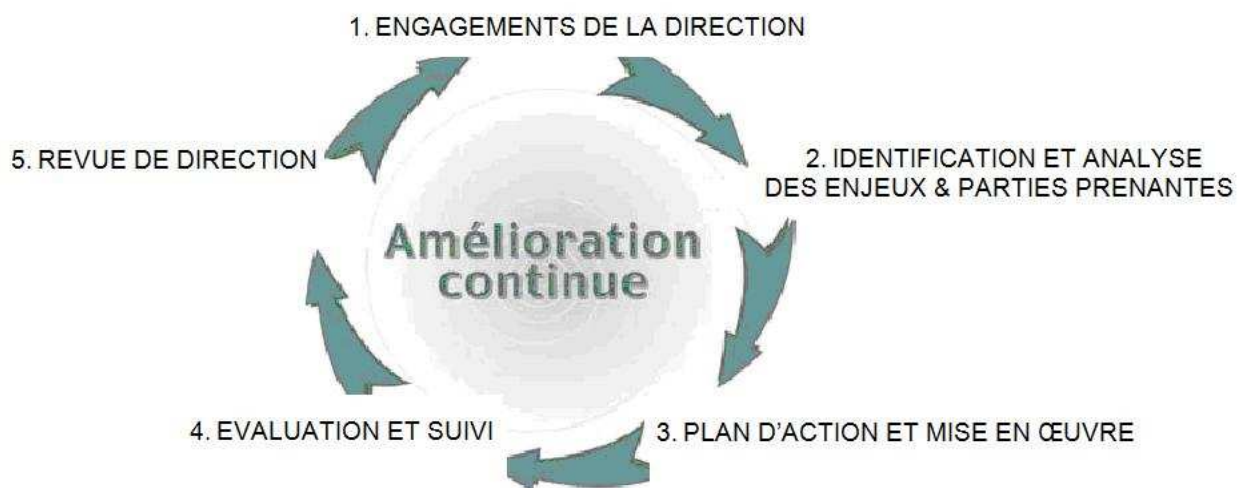 1. ENGAGEMENTS DE LA DIRECTION
5. REVUE DE DIRECTION
2. IDENTIFICATION ET ANALYSE
DES ENJEUX & PARTIES PRENANTES
Amélioration
continue
4. EVALUATION ET SUIVI
3. PLAN D'ACTION ET MISE EN ŒUVRE